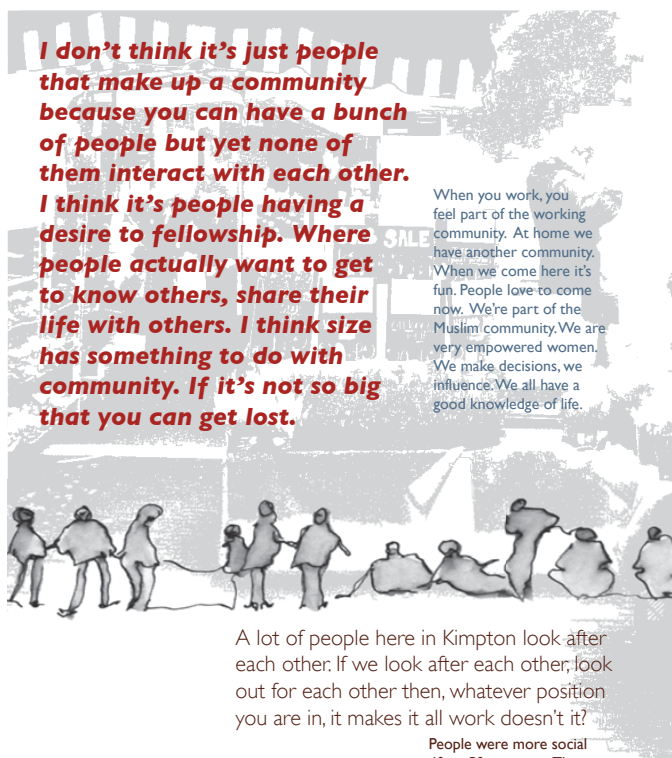 I don't think it's just people
that make up a community
because you can have a bunch
of people but yet none of
them interact with each other.
I think it's people having a
desire to fellowship. Where
people actually want to get
to know others, share their
life with others. I think size
has something to do with
community. If it's not so big
that you can get lost.
SALE
When you work, you
feel part of the working
community. At home we
have another community.
When we come here it's
fun. People love to come
now. We're part of the
Muslim community. We are
very empowered women.
We make decisions, we
influence. We all have a
good knowledge of life.
A lot of people here in Kimpton look after
each other. If we look after each other, look
out for each other then, whatever position
you are in, it makes it all work doesn't it?
People were more social